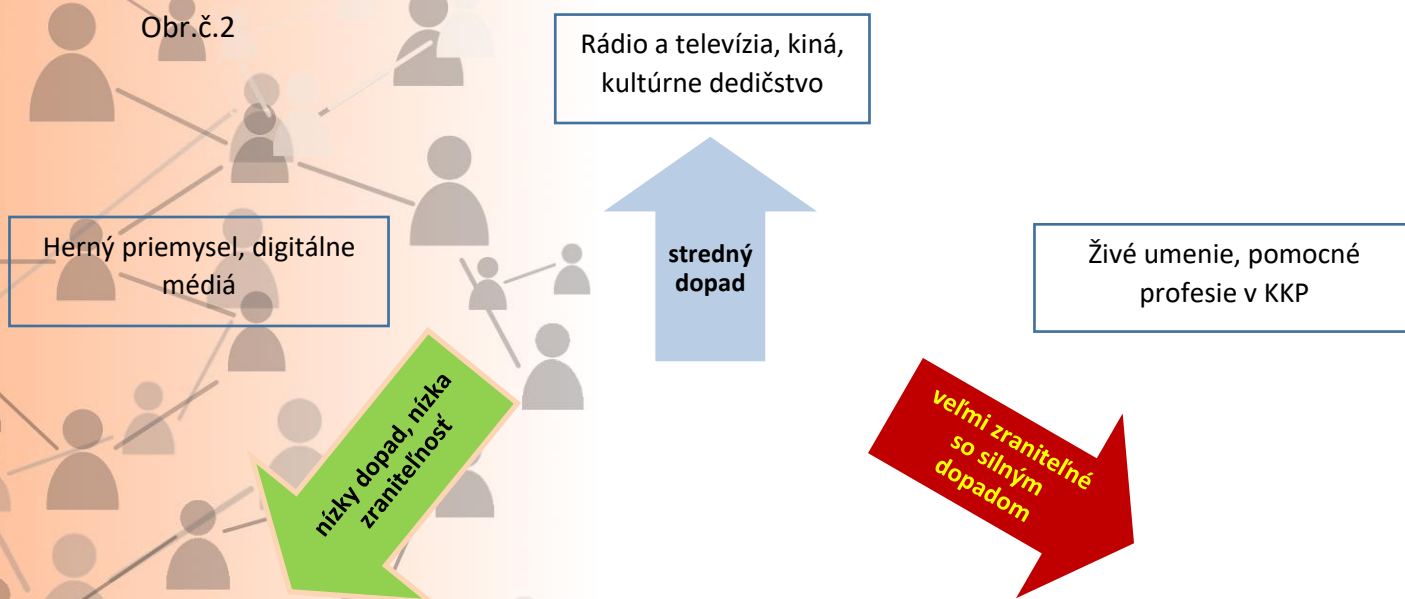 Obr.č.2
Rádio a televízia, kiná,
kultúrne dedičstvo
Herný priemysel, digitálne
médiá
stredný
dopad
Živé umenie, pomocné
profesie v KKP
nízky dopad, nízka
zraniteľnosť
veľmi zraniteľné
so silným
dopadom